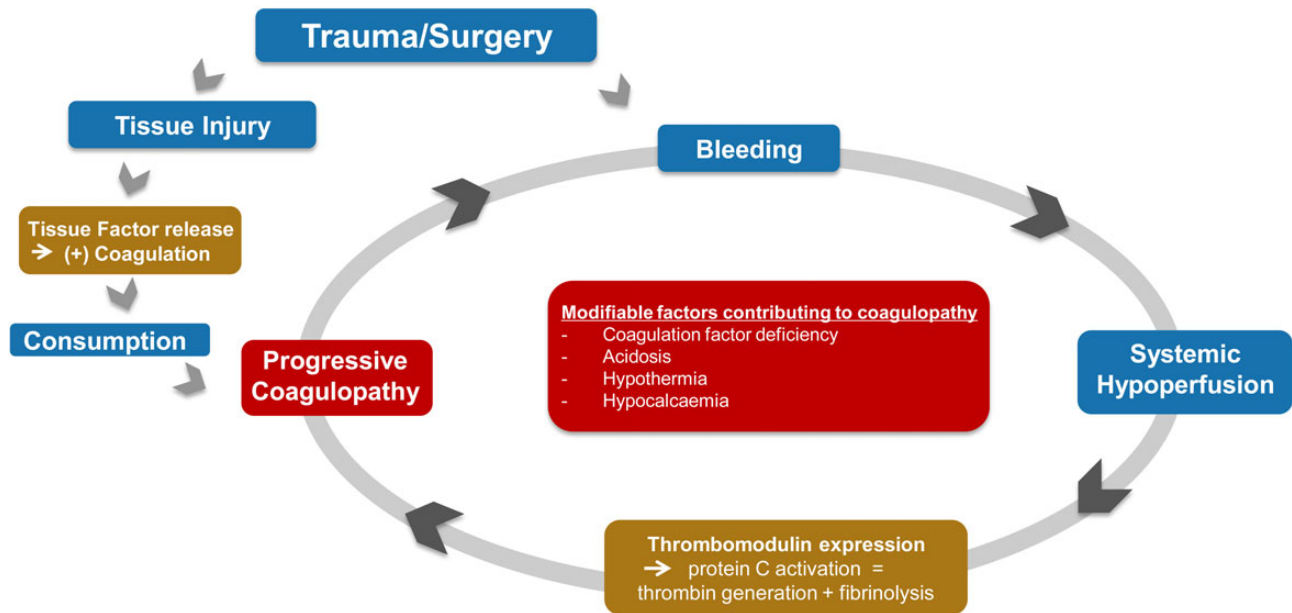 Trauma/Surgery
Tissue Injury
Bleeding
Tissue Factor release
➔ (+) Coagulation
Consumption
Progressive
Coagulopathy
Modifiable factors contributing to coagulopathy
- Coagulation factor deficiency
- Acidosis
- Hypothermia
- Hypocalcaemia
Systemic
Hypoperfusion
Thrombomodulin expression
➔ protein C activation =
thrombin generation + fibrinolysis